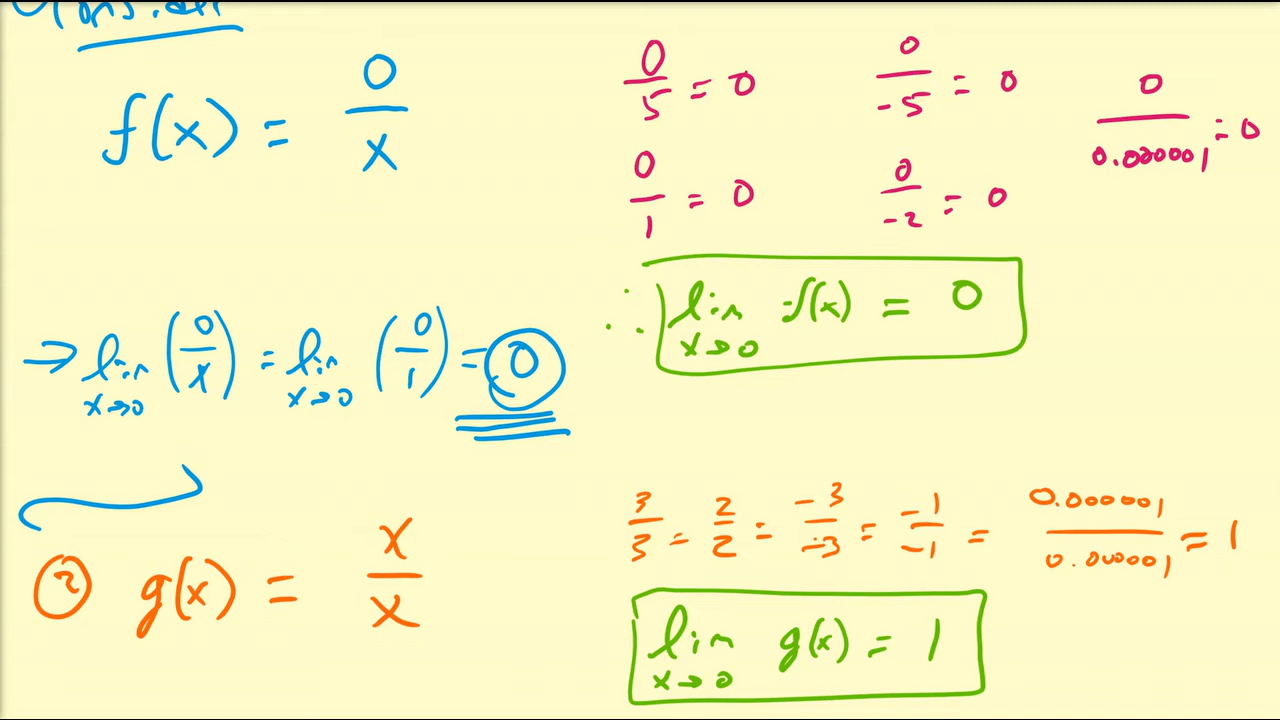 f(x) = 0/x
0/5 = 0
0/-5 = 0
0/0.000001 = 0
0/1 = 0
0/-2 = 0
∴ lim x→0 f(x) = 0
⇒ lim x→0 (0/x) = lim x→0 (0/1) = 0
② g(x) = x/x
3/3 = 2/2 = -3/-3 = -1/-1 = 0.000001/0.000001 = 1
lim x→0 g(x) = 1